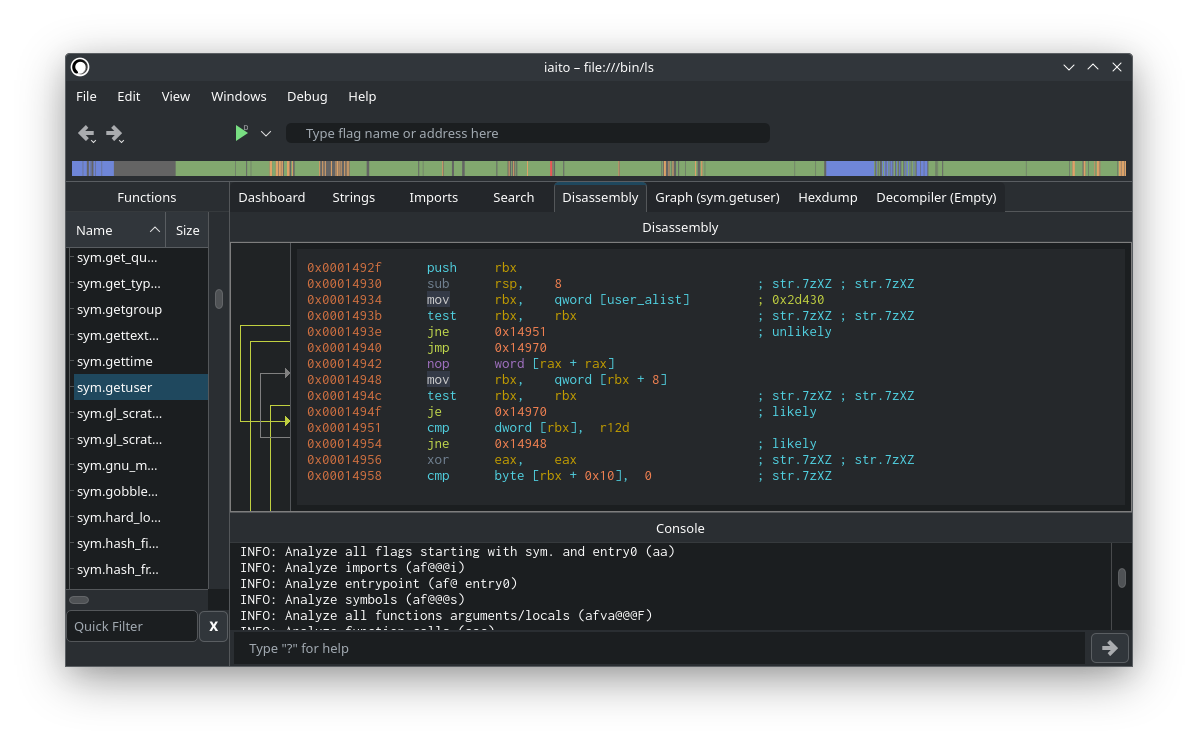 iaito – file:///bin/ls
File Edit View Windows Debug Help
D Type flag name or address here
Functions
Name Size
sym.get_qu...
sym.get_typ...
sym.getgroup
sym.gettext...
sym.gettime
sym.getuser
sym.gl_scrat...
sym.gl_scrat...
sym.gnu_m...
sym.gobble...
sym.hard_lo...
sym.hash_fi...
sym.hash_fr...
Quick Filter X
Dashboard Strings Imports Search Disassembly Graph (sym.getuser) Hexdump Decompiler (Empty)
Disassembly
0x0001492f push rbx
0x00014930 sub rsp, 8 ; str.7zXZ ; str.7zXZ
0x00014934 mov rbx, qword [user_alist] ; 0x2d430
0x0001493b test rbx, rbx ; str.7zXZ ; str.7zXZ
0x0001493e jne 0x14951 ; unlikely
0x00014940 jmp 0x14970
0x00014942 nop word [rax + rax]
0x00014948 mov rbx, qword [rbx + 8]
0x0001494c test rbx, rbx ; str.7zXZ ; str.7zXZ
0x0001494f je 0x14970 ; likely
0x00014951 cmp dword [rbx], r12d
0x00014954 jne 0x14948 ; likely
0x00014956 xor eax, eax ; str.7zXZ ; str.7zXZ
0x00014958 cmp byte [rbx + 0x10], 0 ; str.7zXZ
Console
INFO: Analyze all flags starting with sym. and entry0 (aa)
INFO: Analyze imports (af@@@i)
INFO: Analyze entrypoint (af@ entry0)
INFO: Analyze symbols (af@@@s)
INFO: Analyze all functions arguments/locals (afva@@@F)
INFO: Analyze function calls (aac)
Type "?" for help